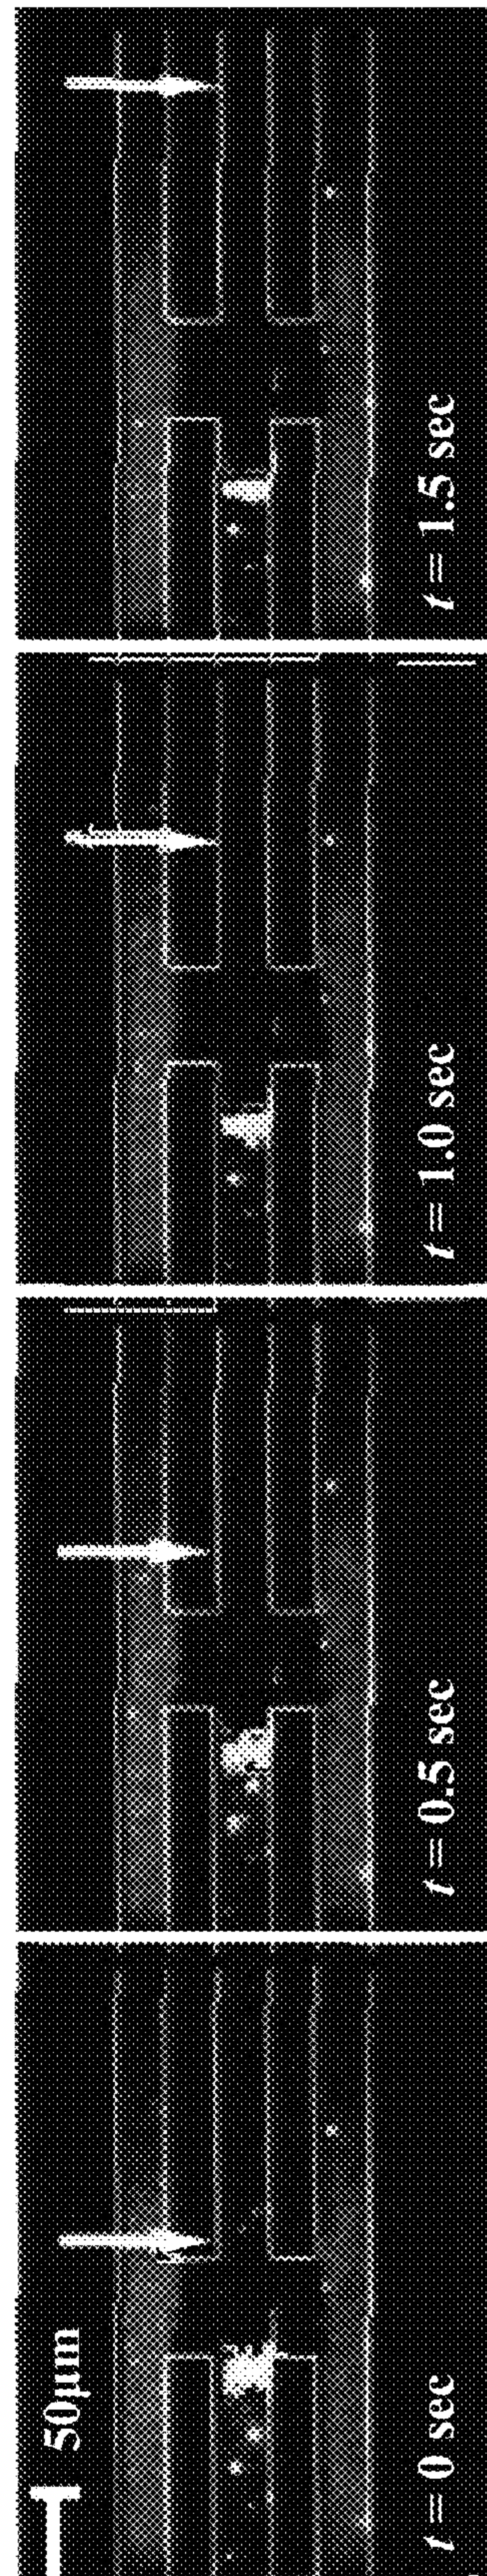 50μm
t = 0 sec
t = 0.5 sec
t = 1.0 sec
t = 1.5 sec